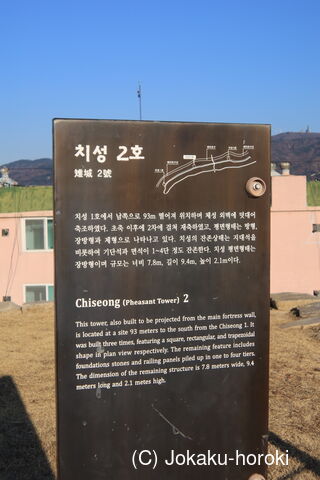 치성 2호
雉城 2號
치성 1호에서 남쪽으로 93m 떨어져 위치하며 체성 외벽에 덧대어
축조하였다. 초축 이후에 2차에 걸쳐 재축하였고, 평면형태는 방형,
장방형과 제형으로 나타나고 있다. 치성의 잔존상태는 지대석을
비롯하여 기단석과 면석이 1~4단 정도 잔존한다. 치성 평면형태는
장방형이며 규모는 너비 7.8m, 길이 9.4m, 높이 2.1m이다.
Chiseong (Pheasant Tower) 2
This tower, also built to be projected from the main fortress wall,
is located at a site 93 meters to the south from the Chiseong 1. It
was built three times, featuring a square, rectangular, and trapemidal
shape in plan view respectively. The remaining feature includes
foundations stones and railing panels piled up in one to four tiers.
The dimension of the remaining structure is 7.8 meters wide, 9.4
meters long and 2.1 metes high.
(C) Jokaku-horoki